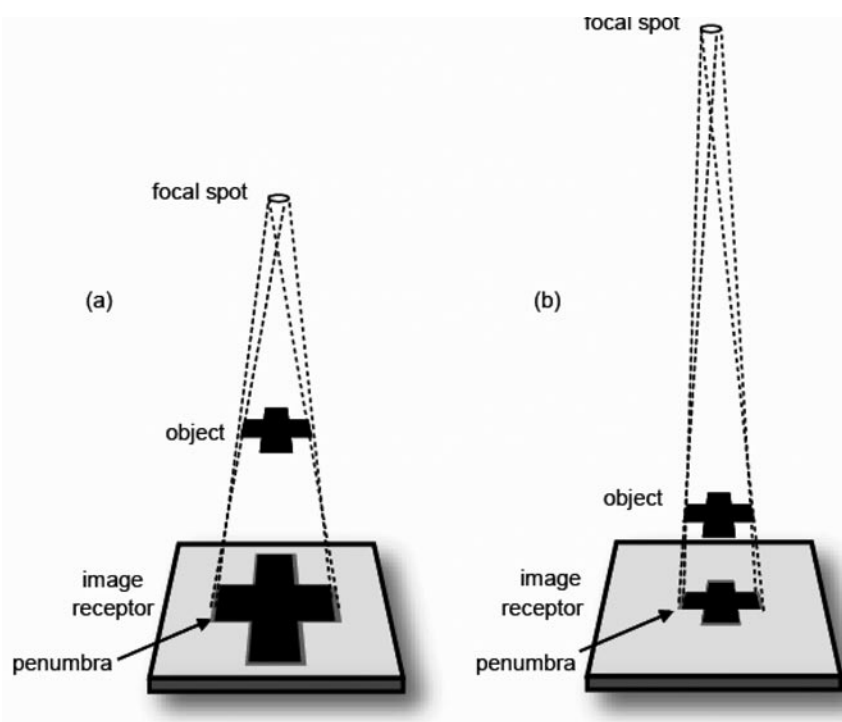 focal spot
focal spot
(a)
(b)
object
object
image
receptor
image
receptor
penumbra
penumbra